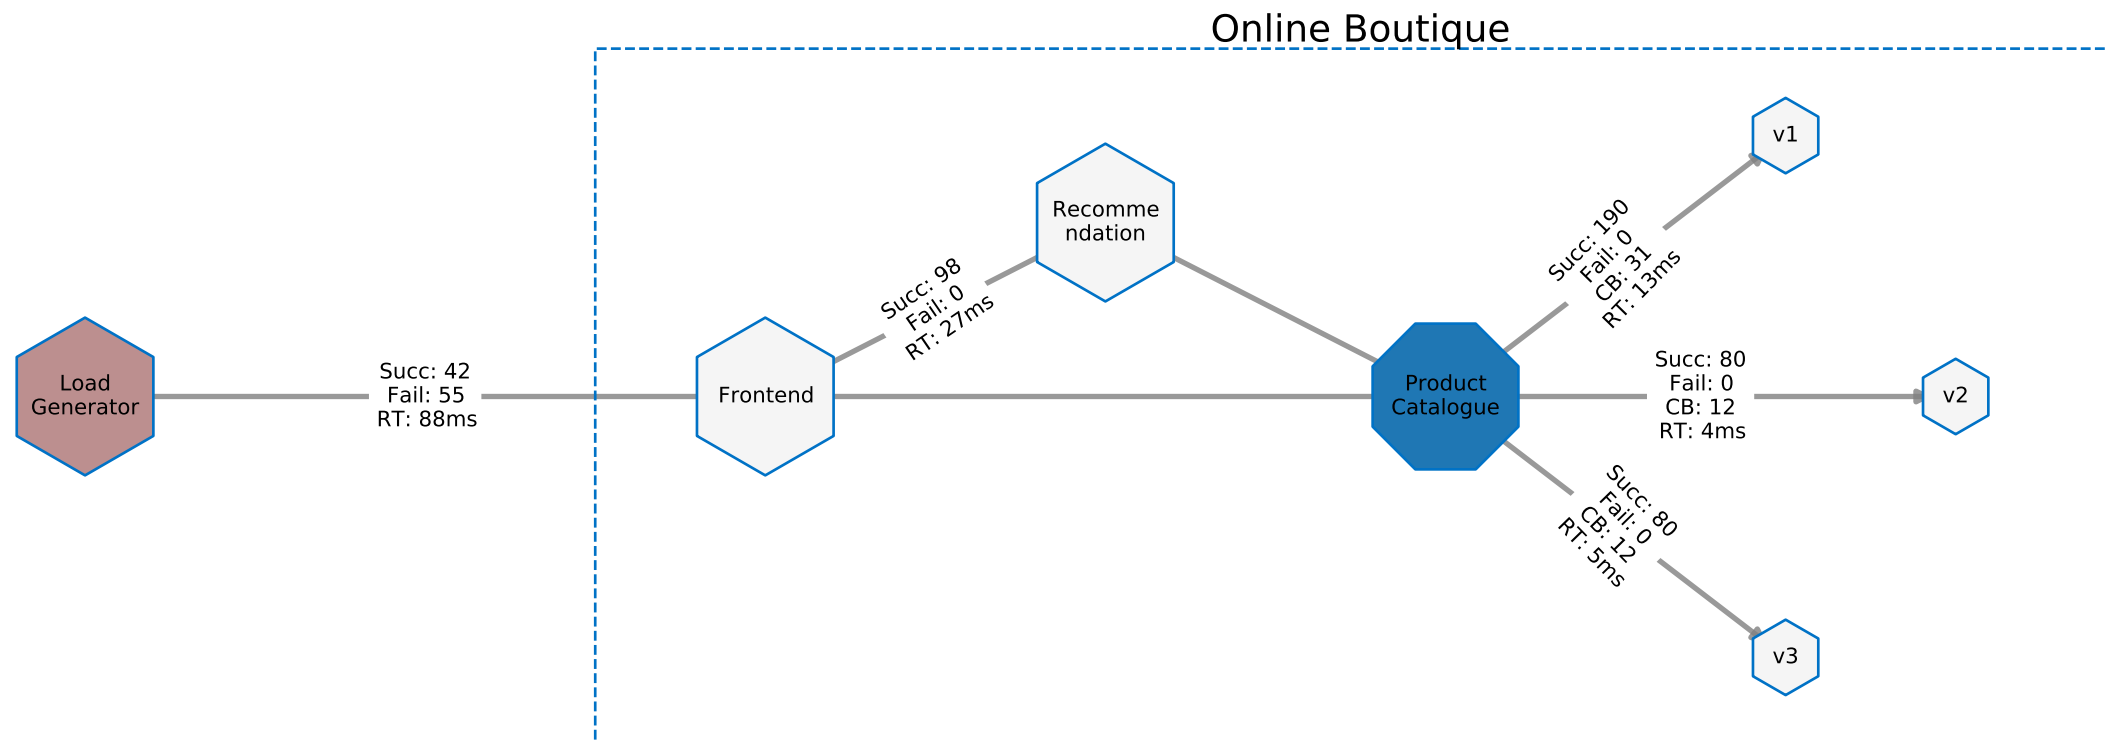 Online Boutique
Load
Generator
Succ: 42
Fail: 55
RT: 88ms
Frontend
Succ: 98
Fail: 0
RT: 27ms
Recomme
ndation
Product
Catalogue
Succ: 190
Fail: 0
CB: 31
RT: 13ms
v1
Succ: 80
Fail: 0
CB: 12
RT: 4ms
v2
Succ: 80
Fail: 0
CB: 12
RT: 5ms
v3